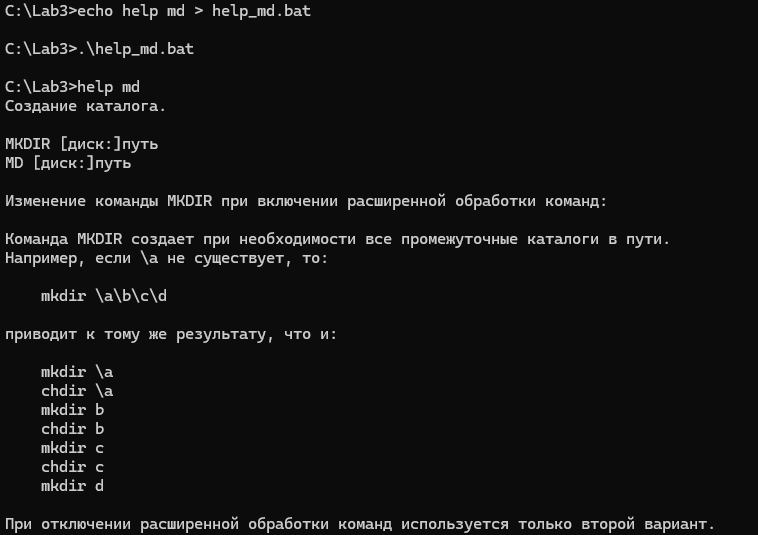 C:\Lab3>echo help md > help_md.bat
C:\Lab3>.\help_md.bat
C:\Lab3>help md
Создание каталога.
MKDIR [диск:]путь
MD [диск:]путь
Изменение команды MKDIR при включении расширенной обработки команд:
Команда MKDIR создает при необходимости все промежуточные каталоги в пути.
Например, если \a не существует, то:
mkdir \a\b\c\d
приводит к тому же результату, что и:
mkdir \a
chdir \a
mkdir b
chdir b
mkdir c
chdir c
mkdir d
При отключении расширенной обработки команд используется только второй вариант.